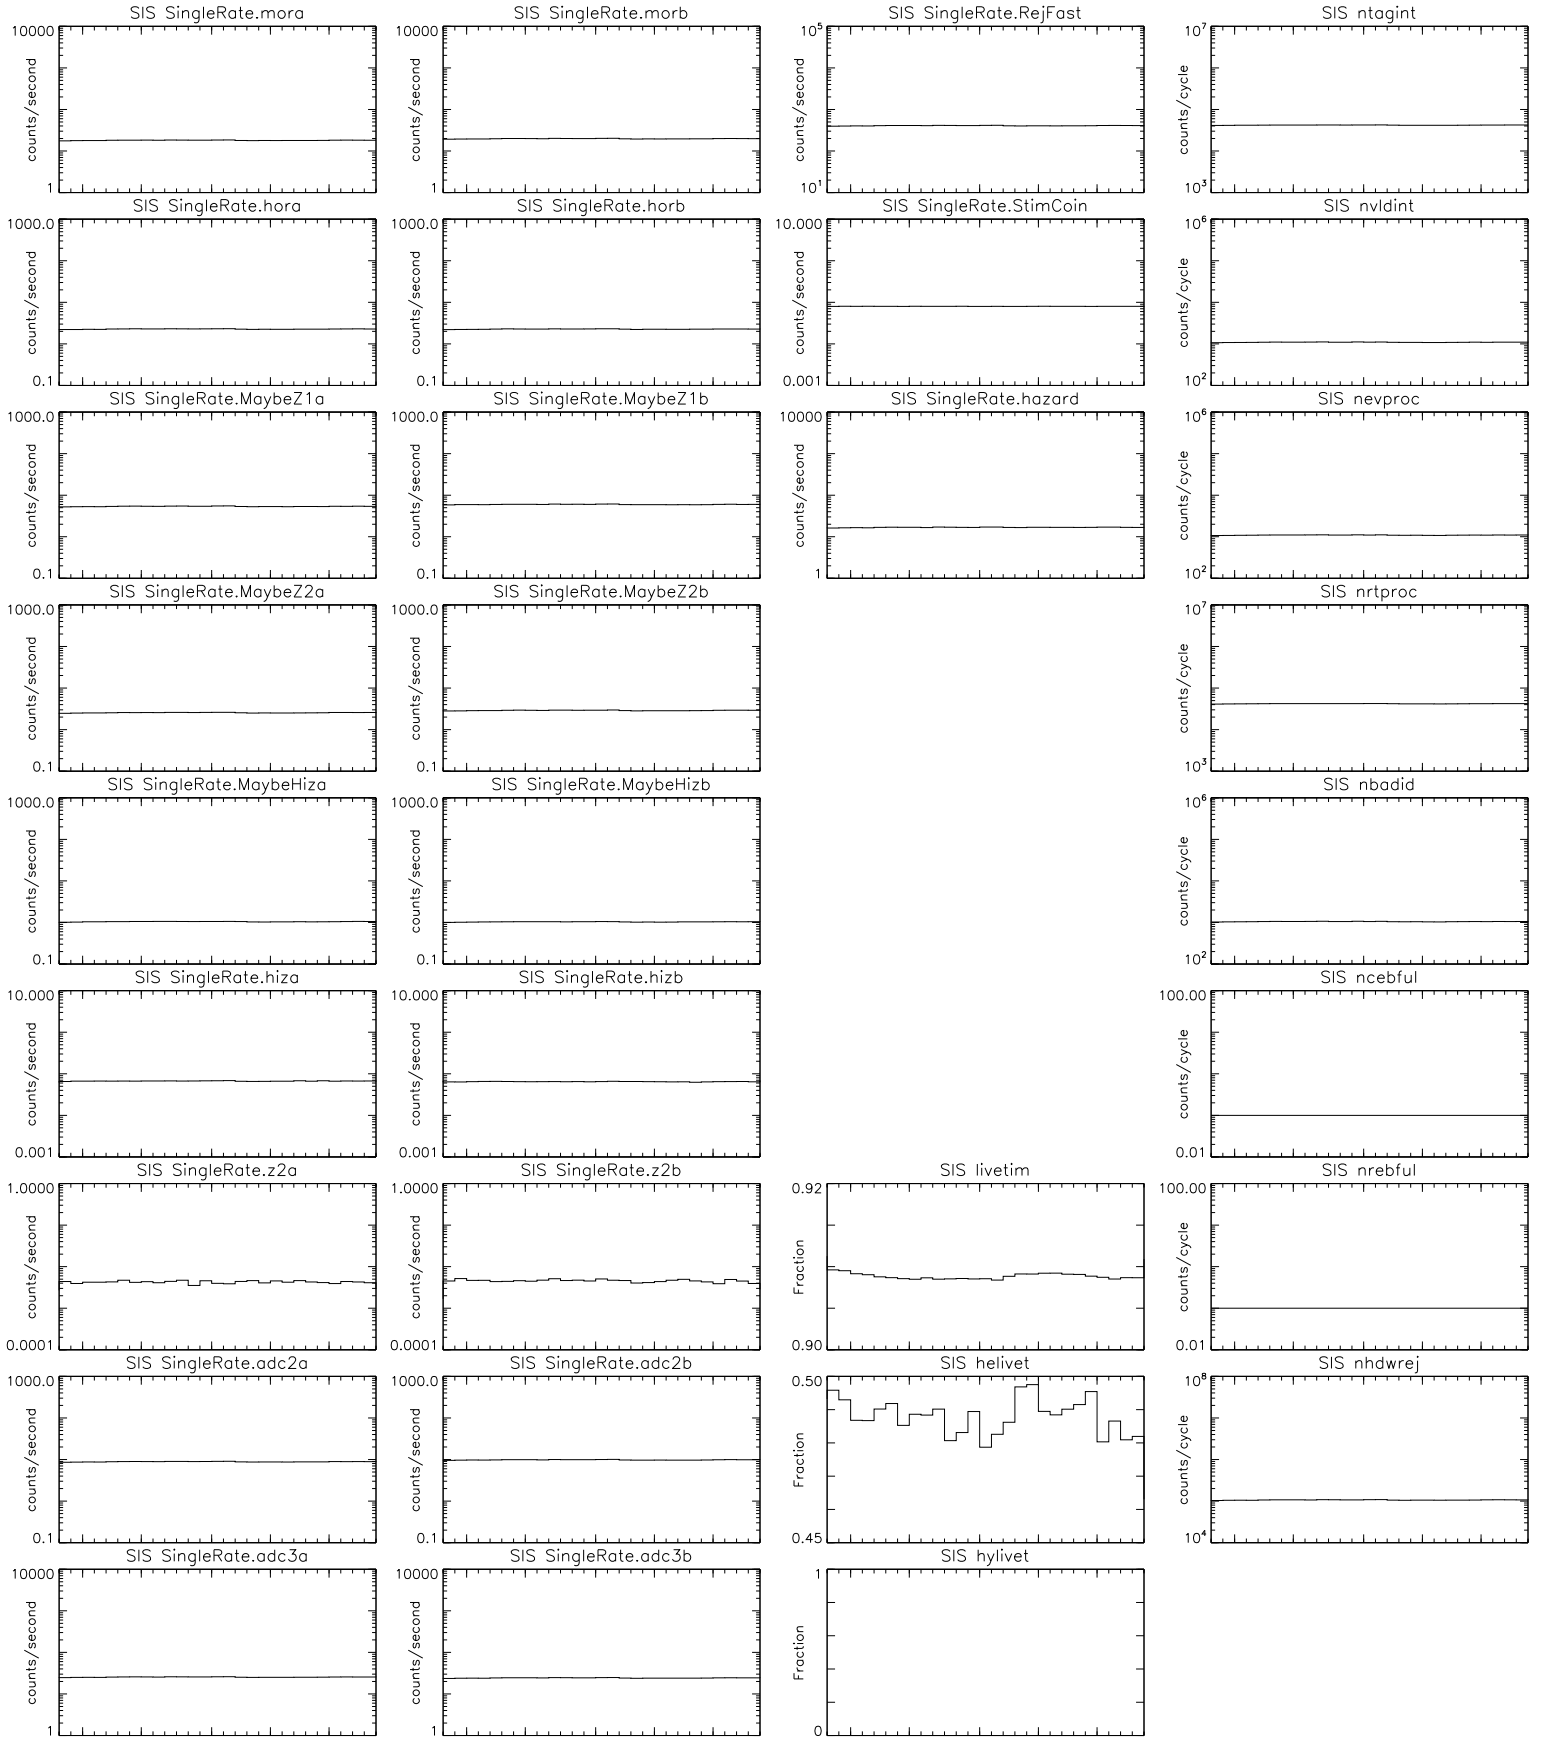 SIS SingleRate.mora
10000
counts/second
1
SIS SingleRate.morb
10000
counts/second
1
SIS SingleRate.RejFast
10^5
counts/second
10^1
SIS ntagint
10^7
counts/cycle
10^3
SIS SingleRate.hora
1000.0
counts/second
0.1
SIS SingleRate.horb
1000.0
counts/second
0.1
SIS SingleRate.StimCoin
10.000
counts/second
0.001
SIS nvldint
10^6
counts/cycle
10^2
SIS SingleRate.MaybeZ1a
1000.0
counts/second
0.1
SIS SingleRate.MaybeZ1b
1000.0
counts/second
0.1
SIS SingleRate.hazard
10000
counts/second
1
SIS nevproc
10^6
counts/cycle
10^2
SIS SingleRate.MaybeZ2a
1000.0
counts/second
0.1
SIS SingleRate.MaybeZ2b
1000.0
counts/second
0.1
SIS nrtproc
10^7
counts/cycle
10^3
SIS SingleRate.MaybeHiza
1000.0
counts/second
0.1
SIS SingleRate.MaybeHizb
1000.0
counts/second
0.1
SIS nbadid
10^6
counts/cycle
10^2
SIS SingleRate.hiza
10.000
counts/second
0.001
SIS SingleRate.hizb
10.000
counts/second
0.001
SIS ncebful
100.00
counts/cycle
0.01
SIS SingleRate.z2a
1.0000
counts/second
0.0001
SIS SingleRate.z2b
1.0000
counts/second
0.0001
SIS livetim
0.92
Fraction
0.90
SIS nrebful
100.00
counts/cycle
0.01
SIS SingleRate.adc2a
1000.0
counts/second
0.1
SIS SingleRate.adc2b
1000.0
counts/second
0.1
SIS helivet
0.50
Fraction
0.45
SIS nhdwrej
10^8
counts/cycle
10^4
SIS SingleRate.adc3a
10000
counts/second
1
SIS SingleRate.adc3b
10000
counts/second
1
SIS hylivet
1
Fraction
0